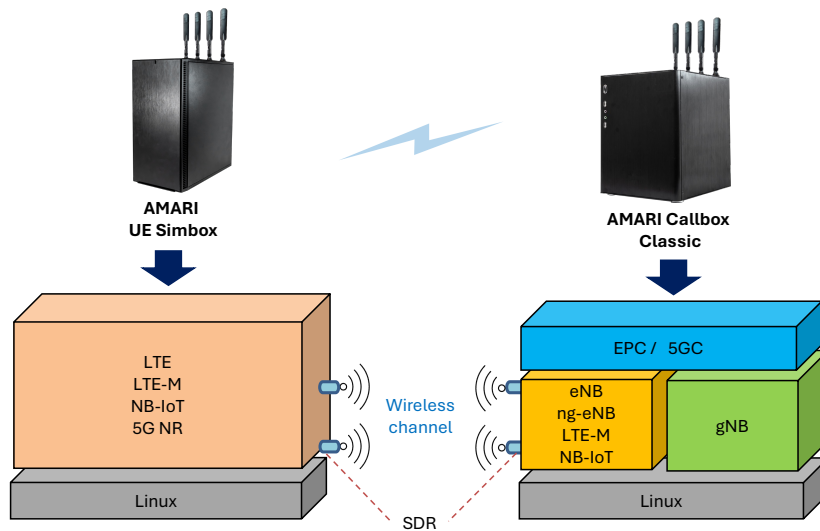 AMARI
UE Simbox
AMARI Callbox
Classic
LTE
LTE-M
NB-IoT
5G NR
Linux
Wireless
channel
SDR
EPC / 5GC
eNB
ng-eNB
LTE-M
NB-IoT
gNB
Linux